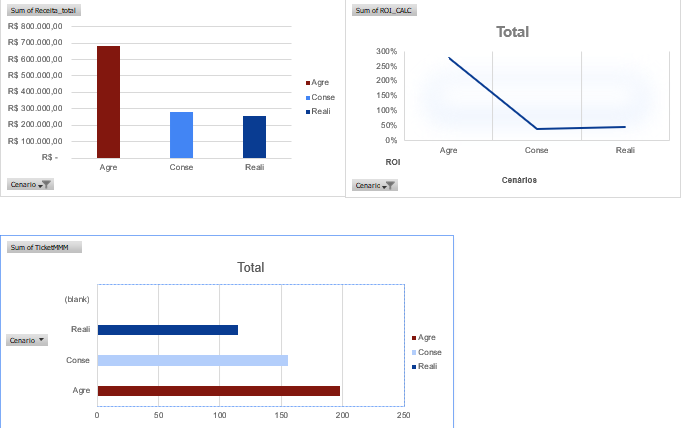 Sum of Receita_total
R$ 800.000,00
R$ 700.000,00
R$ 600.000,00
R$ 500.000,00
R$ 400.000,00
R$ 300.000,00
R$ 200.000,00
R$ 100.000,00
R$ -
Agre
Conse
Reali
Agre
Conse
Reali
Cenario
Sum of ROI_CALC
Total
300%
250%
200%
150%
100%
50%
0%
Agre
Conse
Reali
ROI
Cenários
Cenario
Sum of TicketMMM
Total
(blank)
Reali
Conse
Agre
Cenario
0
50
100
150
200
250
Agre
Conse
Reali